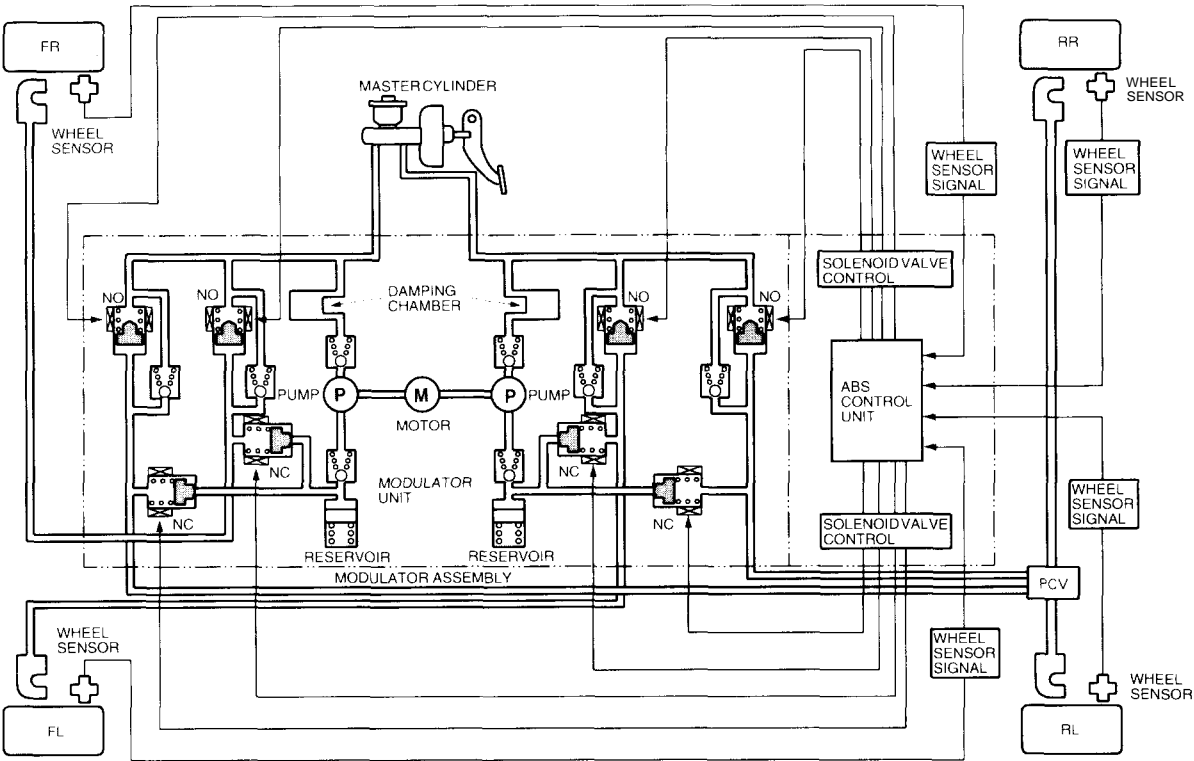 FR
RR
MASTER CYLINDER
WHEEL
SENSOR
WHEEL
SENSOR
WHEEL
SENSOR
SIGNAL
WHEEL
SENSOR
SIGNAL
SOLENOID VALVE
CONTROL
NO
NO
DAMPING
CHAMBER
NO
NO
PUMP
P
M
P
PUMP
MOTOR
ABS
CONTROL
UNIT
NC
NC
MODULATOR
UNIT
NC
NC
WHEEL
SENSOR
SIGNAL
SOLENOID VALVE
CONTROL
RESERVOIR
RESERVOIR
MODULATOR ASSEMBLY
PCV
WHEEL
SENSOR
WHEEL
SENSOR
SIGNAL
WHEEL
SENSOR
FL
RL